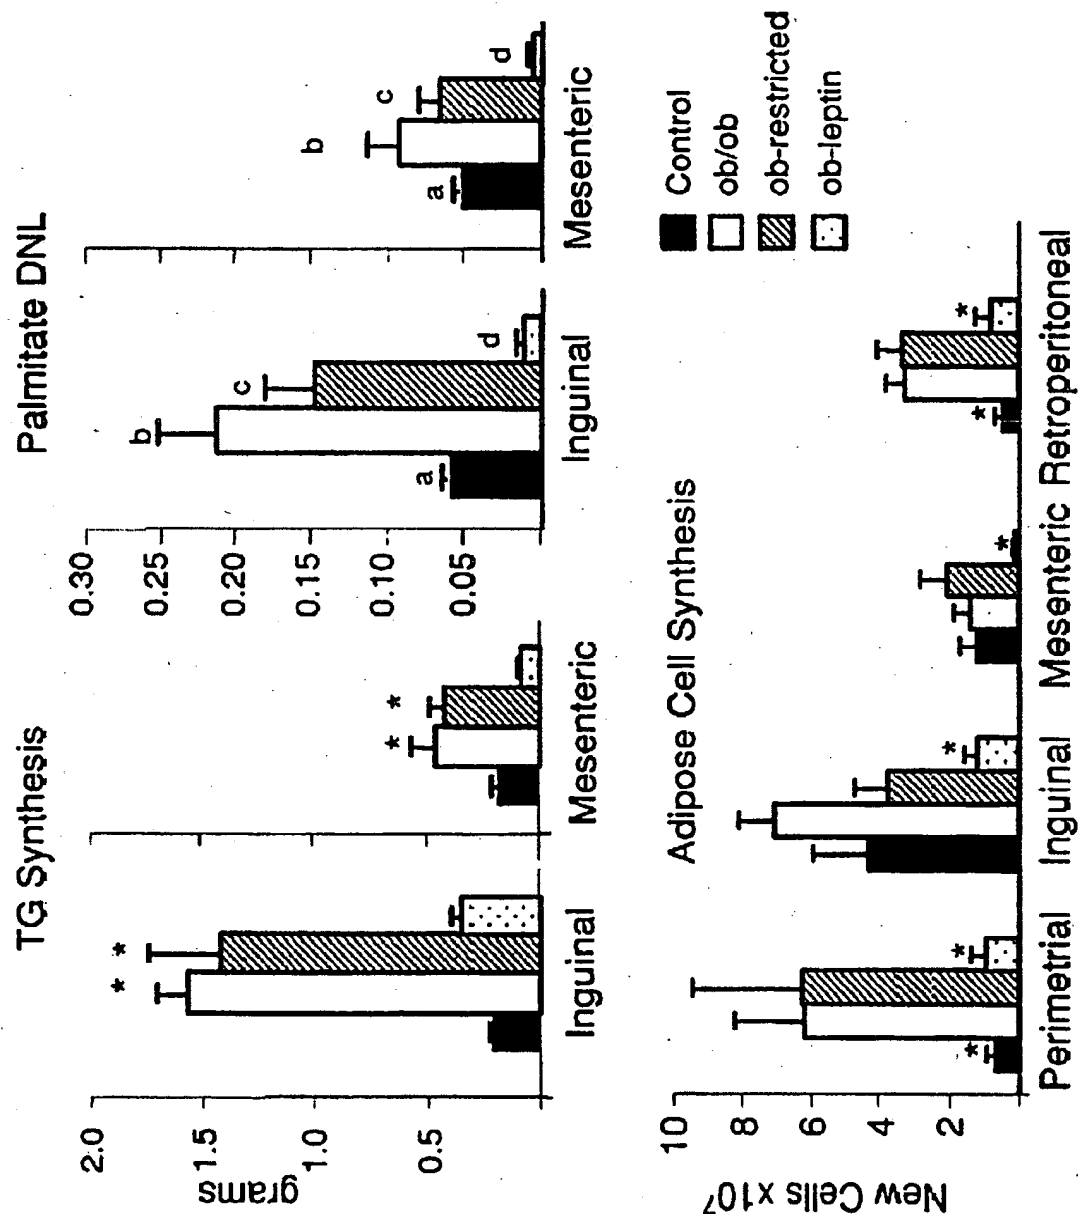 TG Synthesis
Palmitate DNL
2.0
1.5
1.0
0.5
grams
* *
Inguinal
* *
Mesenteric
0.30
0.25
0.20
0.15
0.10
0.05
a b c d
Inguinal
a b c d
Mesenteric
Adipose Cell Synthesis
Control
ob/ob
ob-restricted
ob-leptin
10
8
6
4
2
New Cells x10⁷
* *
*
*
* *
Perimetrial Inguinal Mesenteric Retroperitoneal